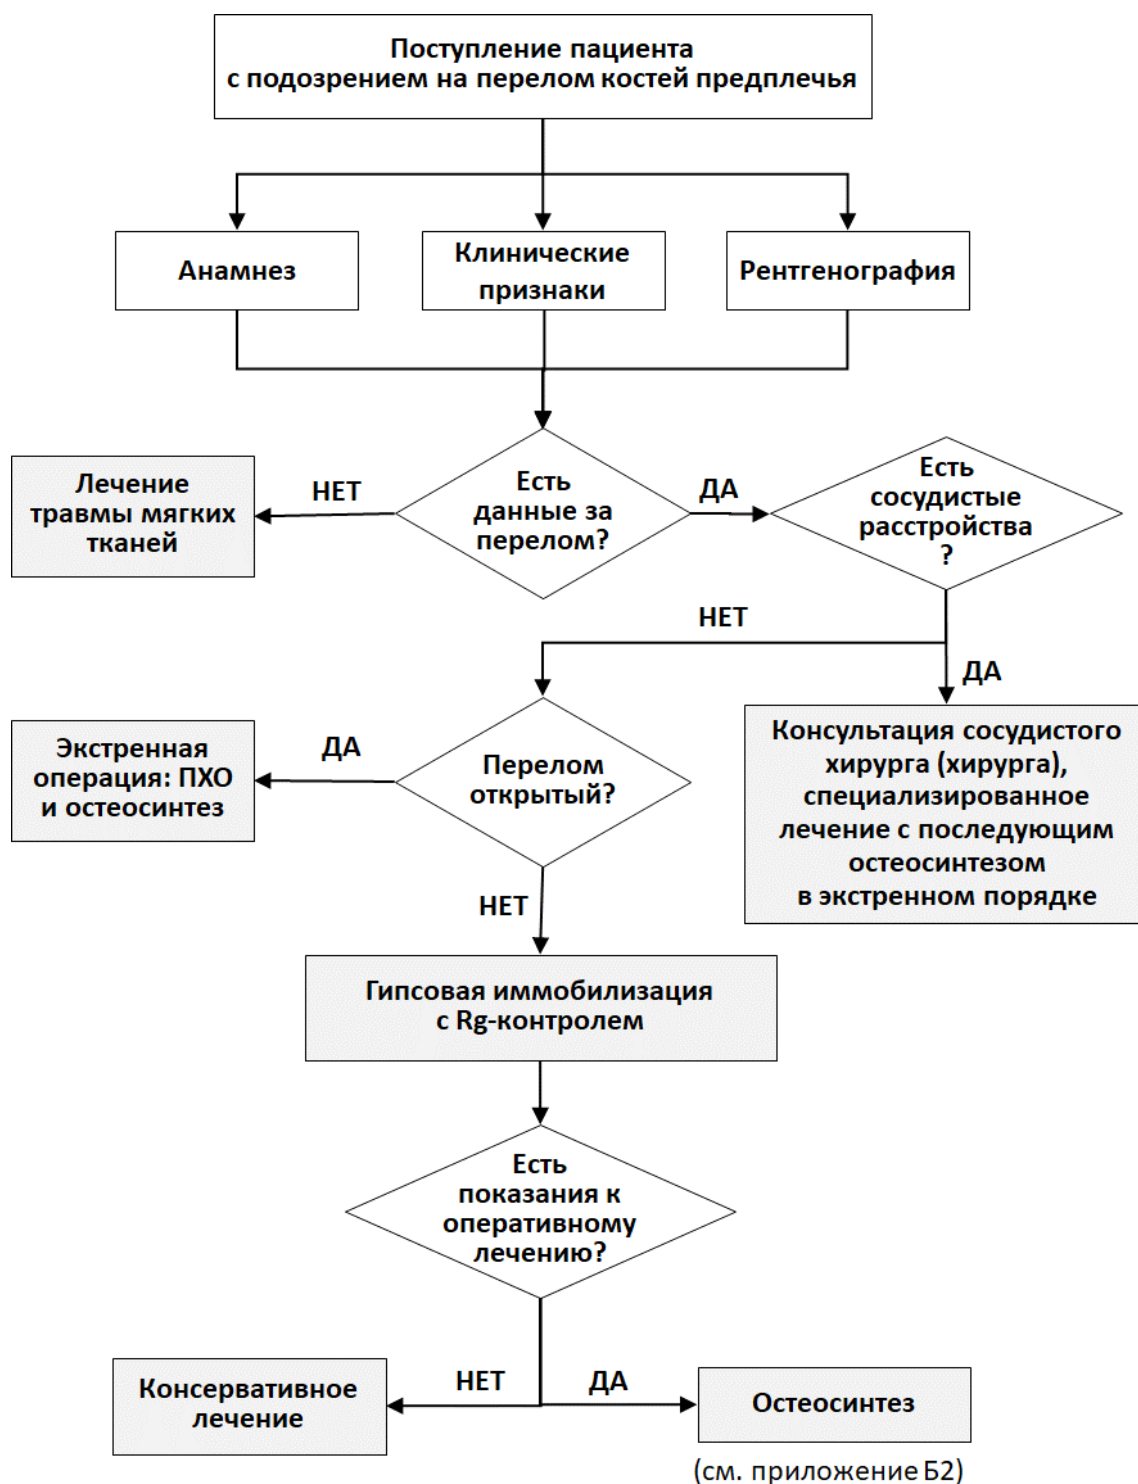 Поступление пациента
с подозрением на перелом костей предплечья
Анамнез
Клинические
признаки
Рентгенография
Есть
данные за
перелом?
НЕТ
Лечение
травмы мягких
тканей
ДА
Есть
сосудистые
расстройства
?
НЕТ
ДА
Консультация сосудистого
хирурга (хирурга),
специализированное
лечение с последующим
остеосинтезом
в экстренном порядке
Перелом
открытый?
ДА
Экстренная
операция: ПХО
и остеосинтез
НЕТ
Гипсовая иммобилизация
с Rg-контролем
Есть
показания к
оперативному
лечению?
НЕТ
Консервативное
лечение
ДА
Остеосинтез
(см. приложение Б2)